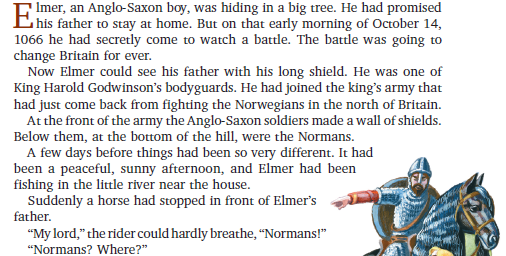 Elmer, an Anglo-Saxon boy, was hiding in a big tree. He had promised
his father to stay at home. But on that early morning of October 14,
1066 he had secretly come to watch a battle. The battle was going to
change Britain for ever.
Now Elmer could see his father with his long shield. He was one of
King Harold Godwinson's bodyguards. He had joined the king's army that
had just come back from fighting the Norwegians in the north of Britain.
At the front of the army the Anglo-Saxon soldiers made a wall of shields.
Below them, at the bottom of the hill, were the Normans.
A few days before things had been so very different. It had
been a peaceful, sunny afternoon, and Elmer had been
fishing in the little river near the house.
Suddenly a horse had stopped in front of Elmer's
father.
"My lord," the rider could hardly breathe, "Normans!"
"Normans? Where?"